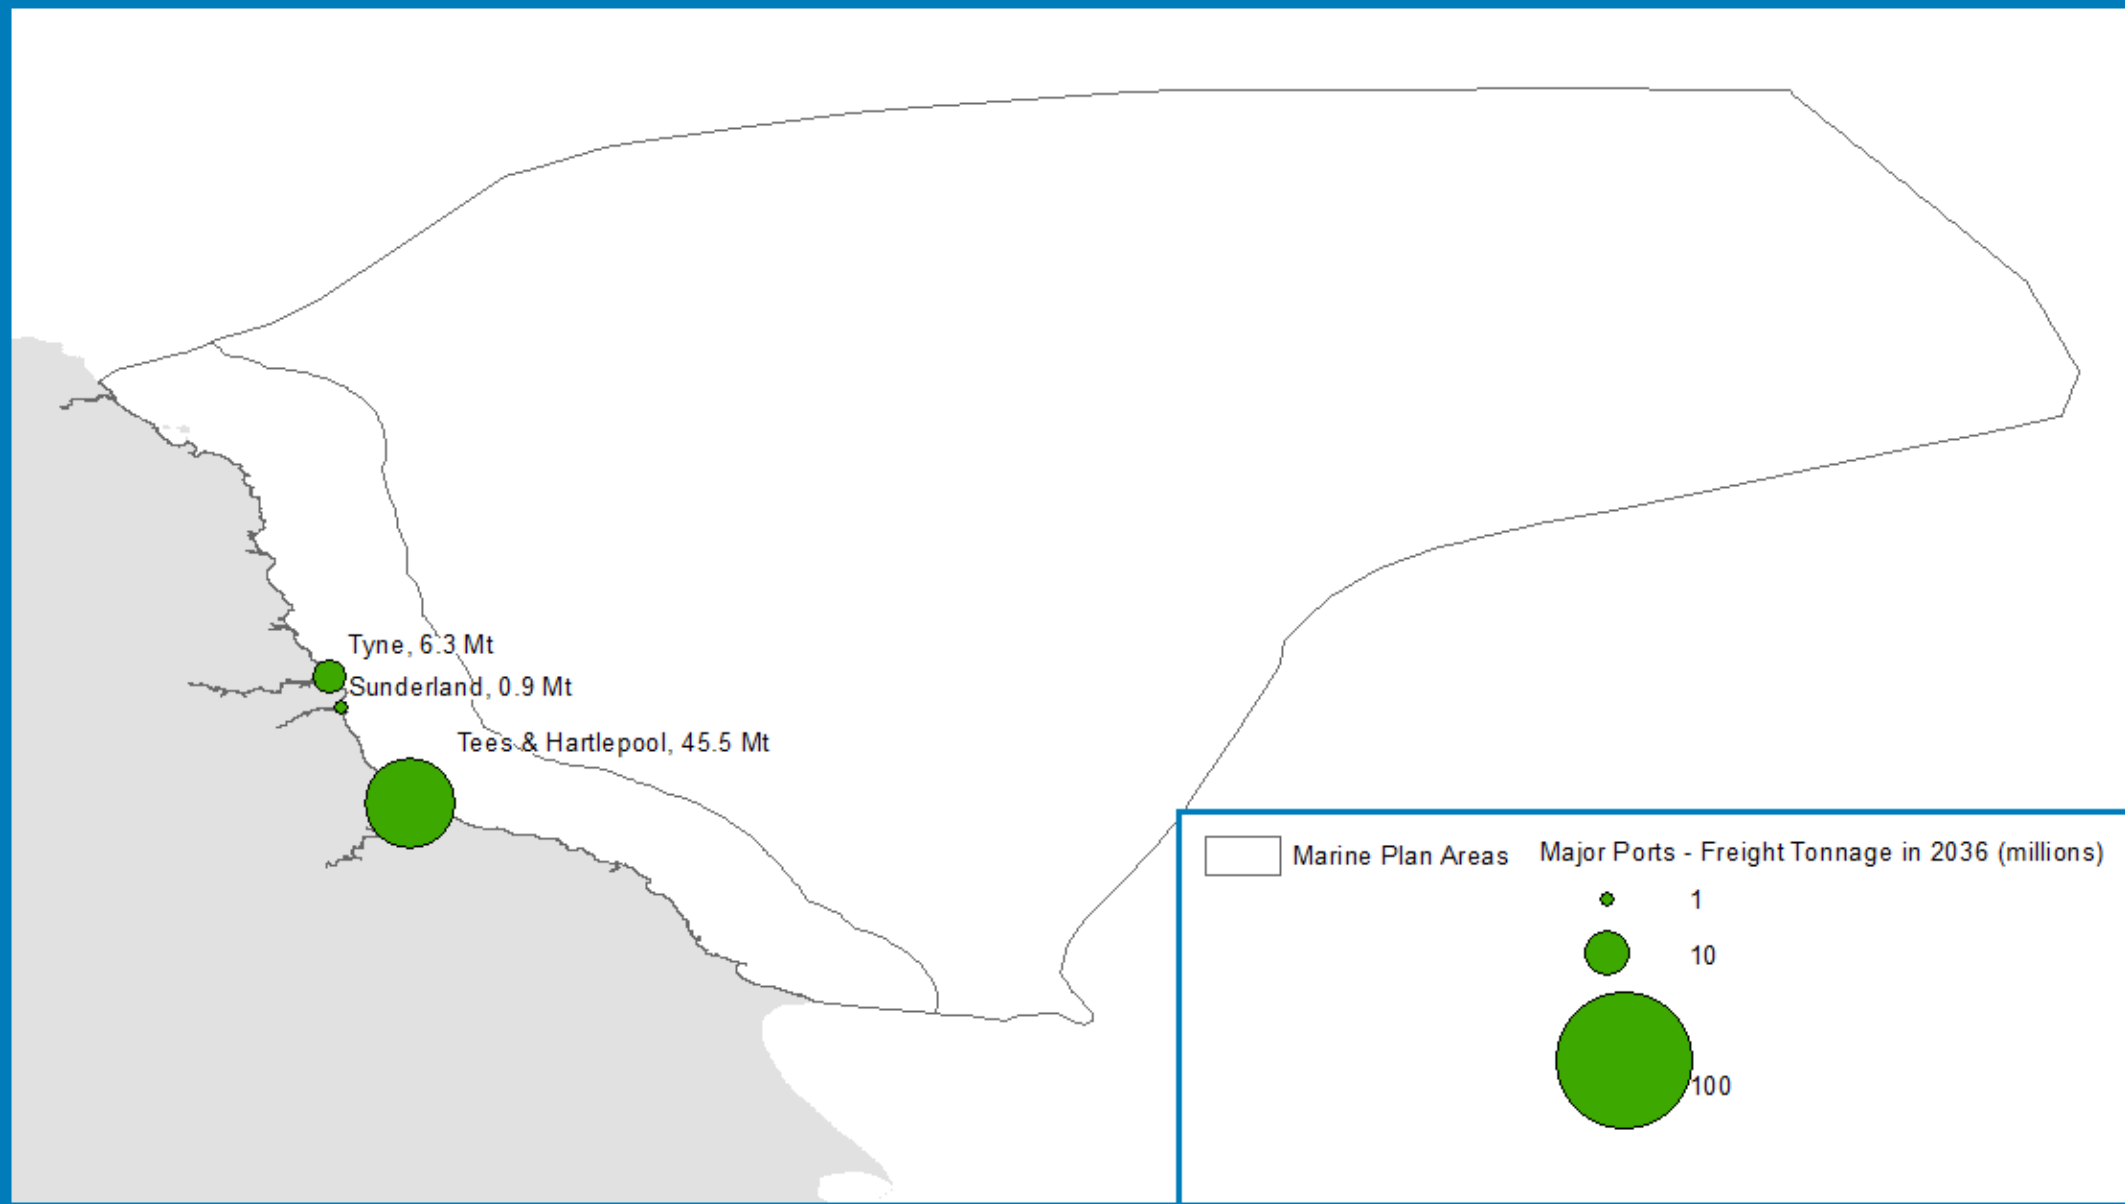 Tyne, 6.3 Mt
Sunderland, 0.9 Mt
Tees & Hartlepool, 45.5 Mt
Marine Plan Areas
Major Ports - Freight Tonnage in 2036 (millions)
1
10
100